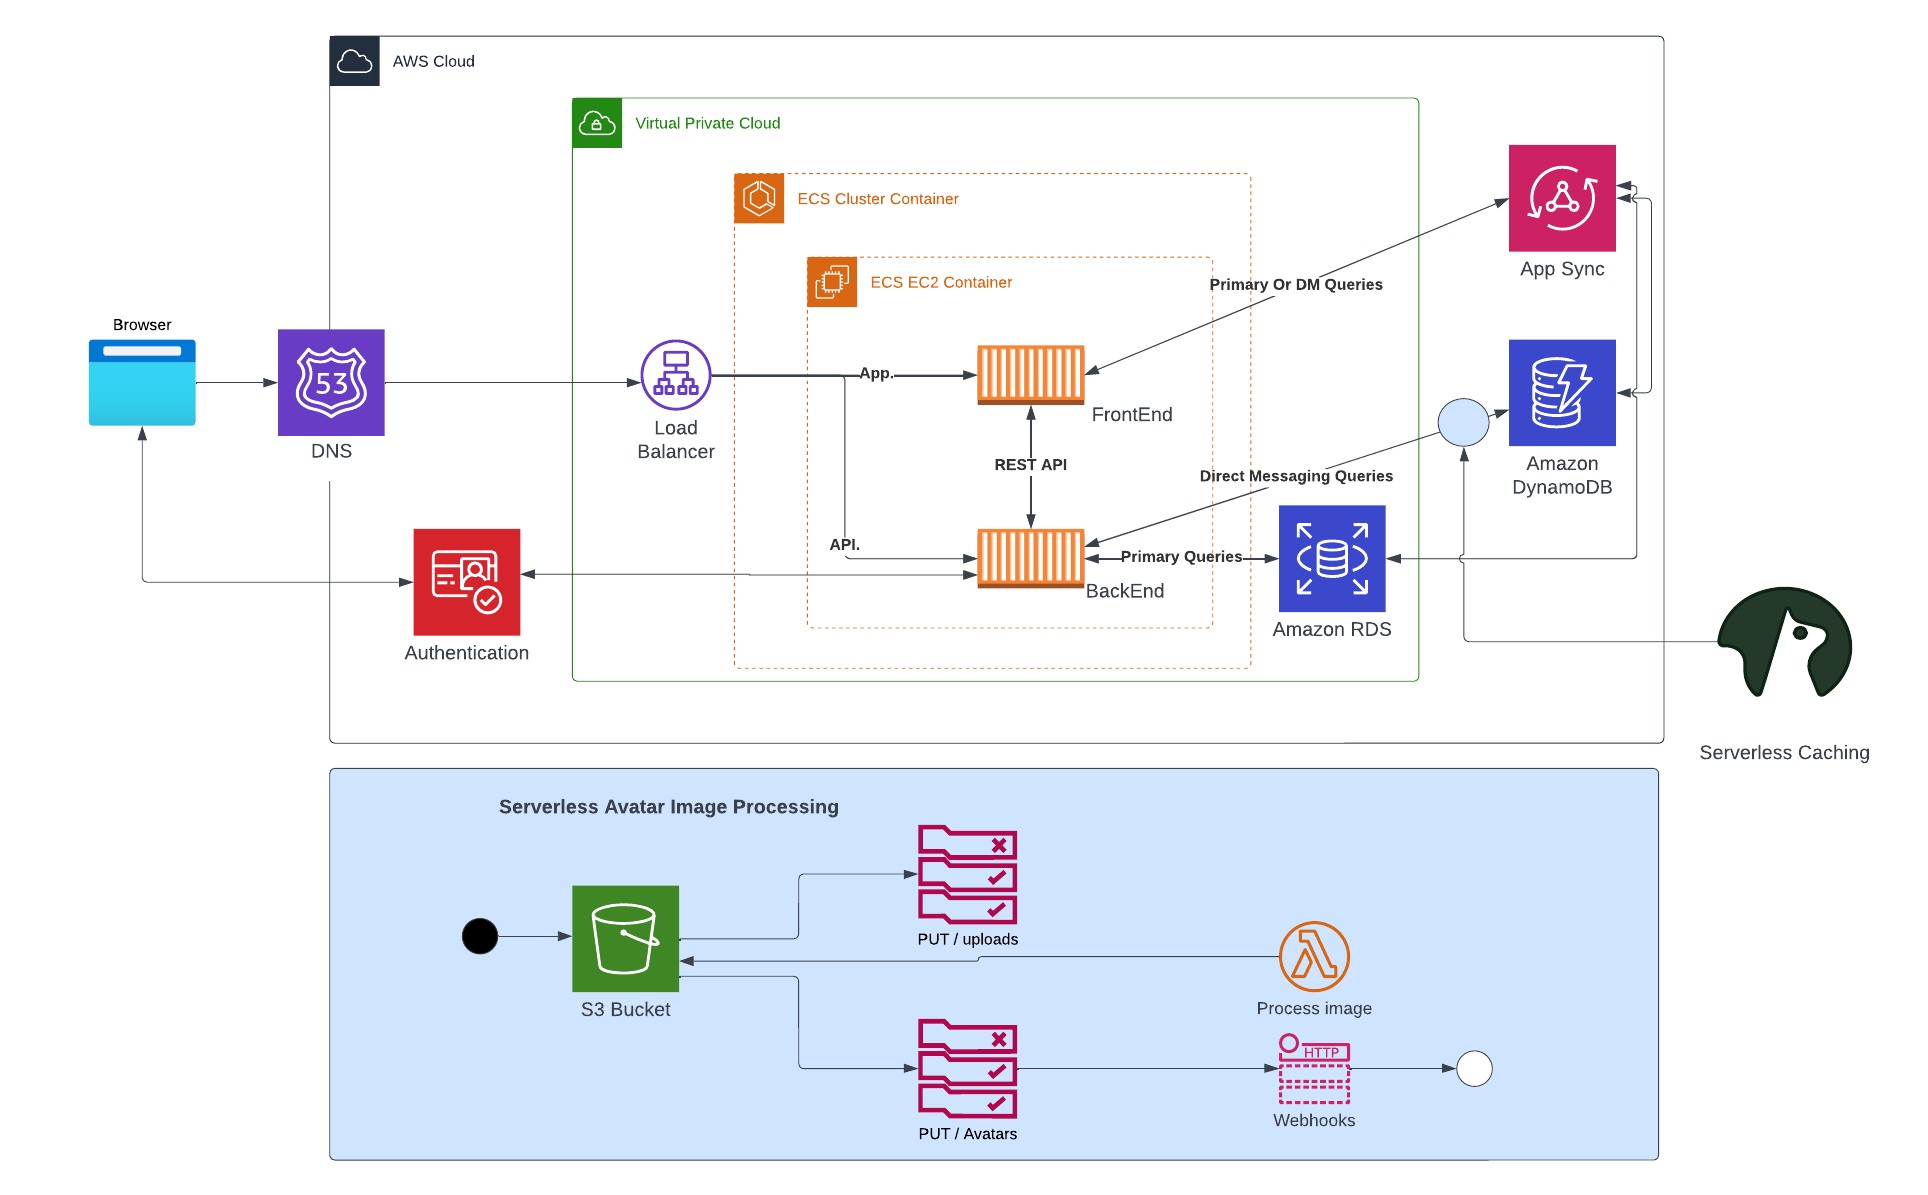 AWS Cloud
Virtual Private Cloud
ECS Cluster Container
ECS EC2 Container
App Sync
Primary Or DM Queries
Browser
53
DNS
Load
Balancer
App.
FrontEnd
REST API
Direct Messaging Queries
Amazon
DynamoDB
API.
Primary Queries
BackEnd
Amazon RDS
Authentication
Serverless Caching
Serverless Avatar Image Processing
PUT / uploads
S3 Bucket
Process image
HTTP
Webhooks
PUT / Avatars